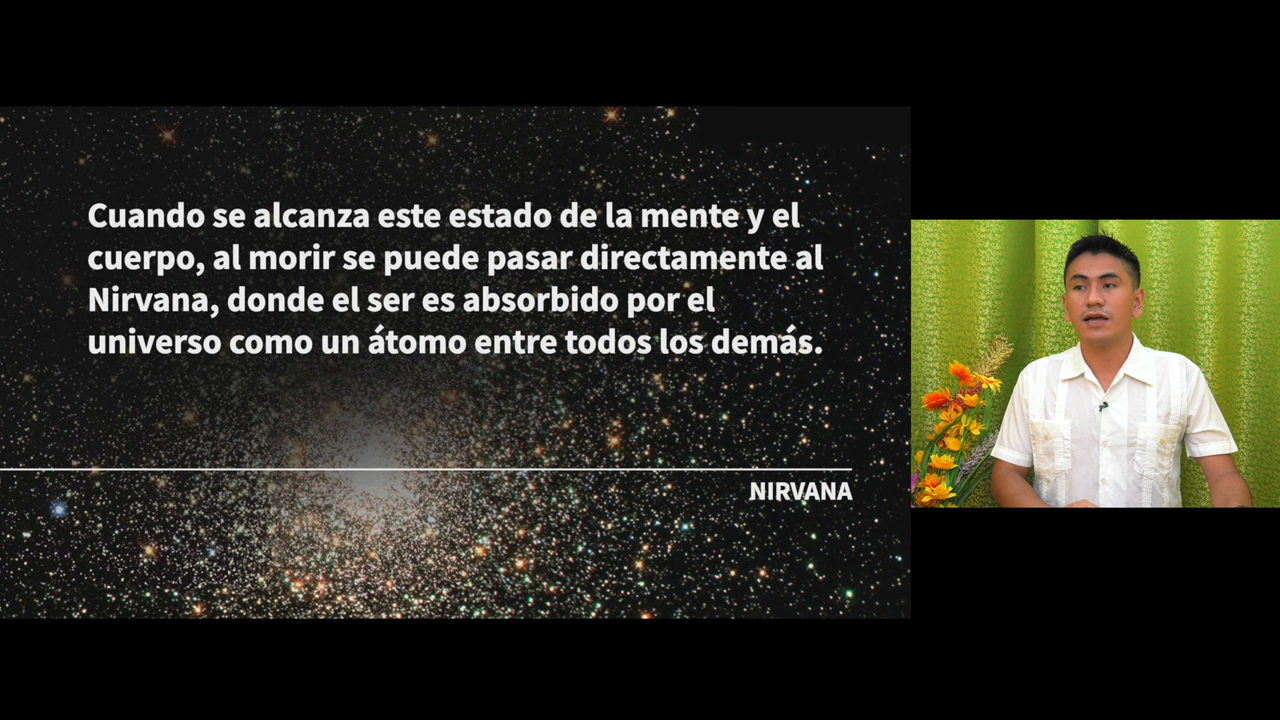 Cuando se alcanza este estado de la mente y el
cuerpo, al morir se puede pasar directamente al
Nirvana, donde el ser es absorbido por el
universo como un átomo entre todos los demás.
NIRVANA